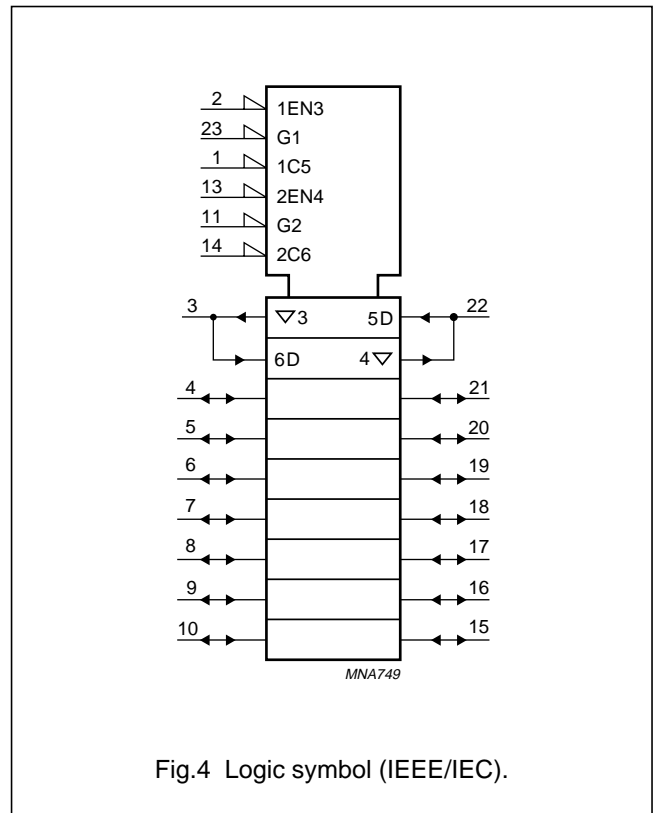 2 1EN3
23 G1
1 1C5
13 2EN4
11 G2
14 2C6
3 ▽3 5D 22
6D 4▽
4 21
5 20
6 19
7 18
8 17
9 16
10 15
MNA749
Fig.4 Logic symbol (IEEE/IEC).